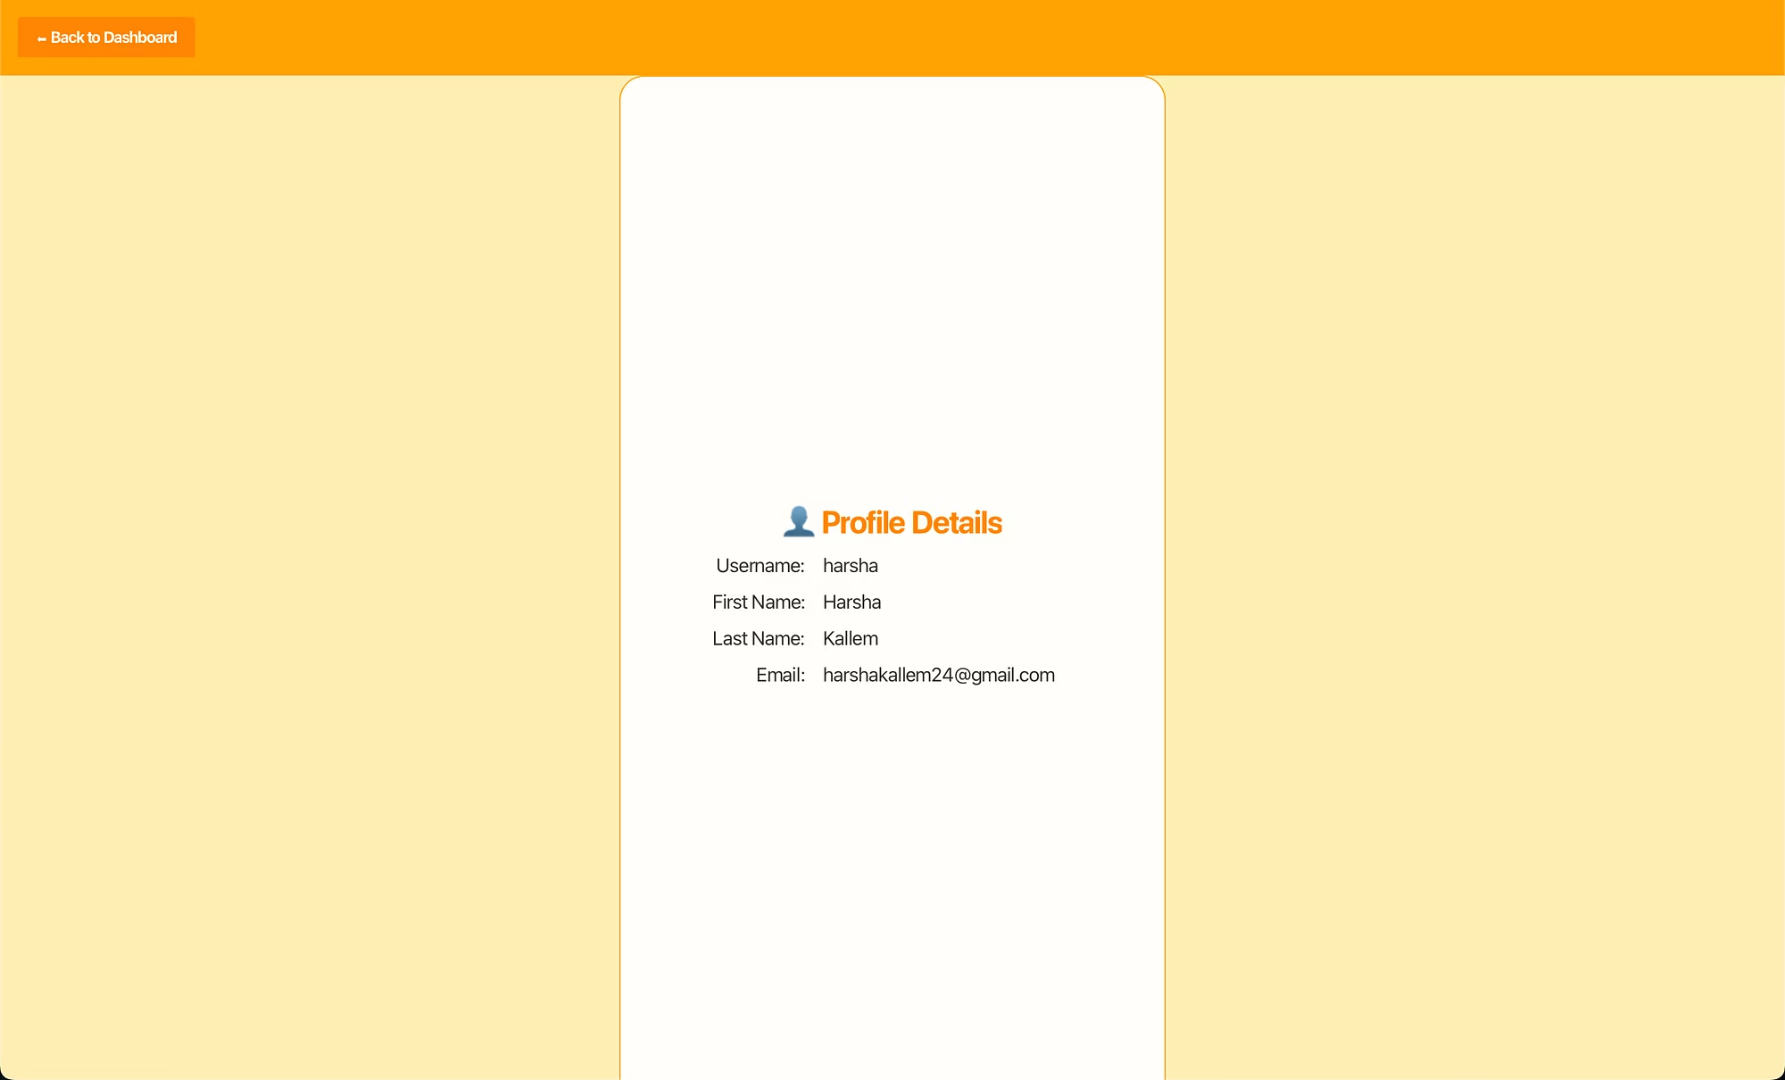 ← Back to Dashboard
Profile Details
Username: harsha
First Name: Harsha
Last Name: Kallem
Email: harshakallem24@gmail.com